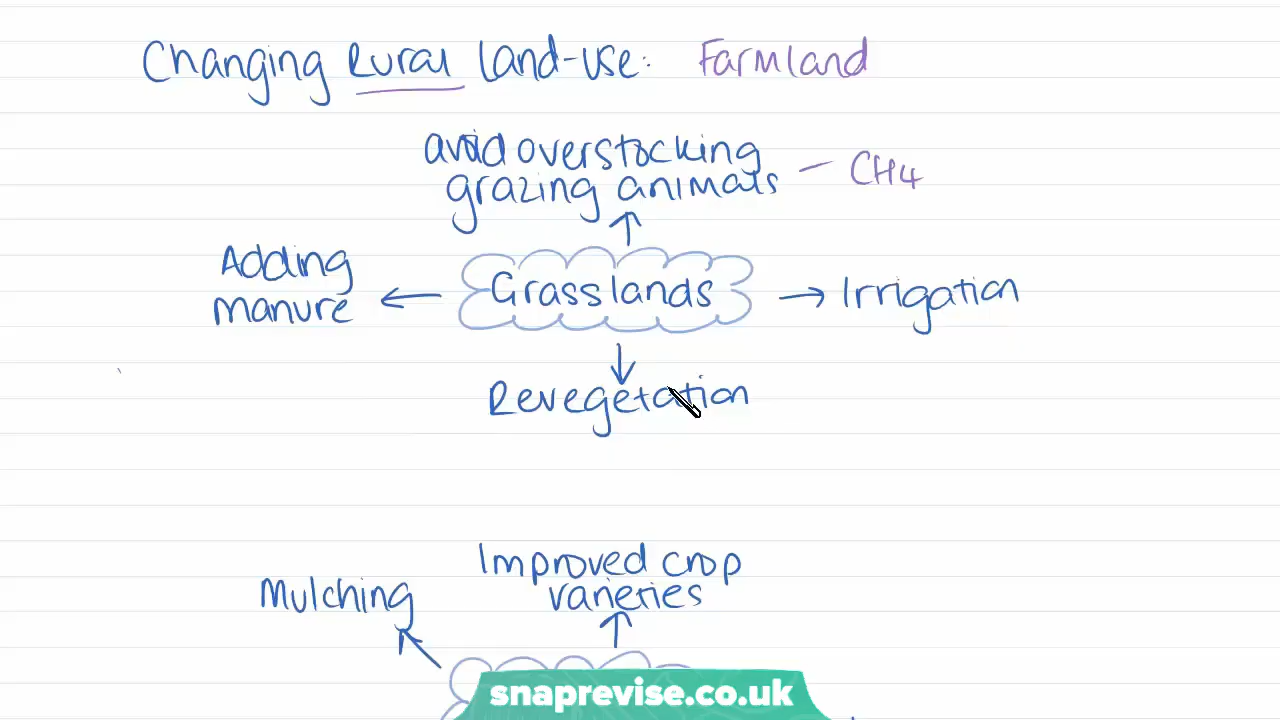 Changing Rural land-use: Farmland
avoid overstocking
grazing animals - CH4
Adding
manure
Grasslands
Irrigation
Revegetation
Improved crop
varieties
Mulching
snaprevise.co.uk